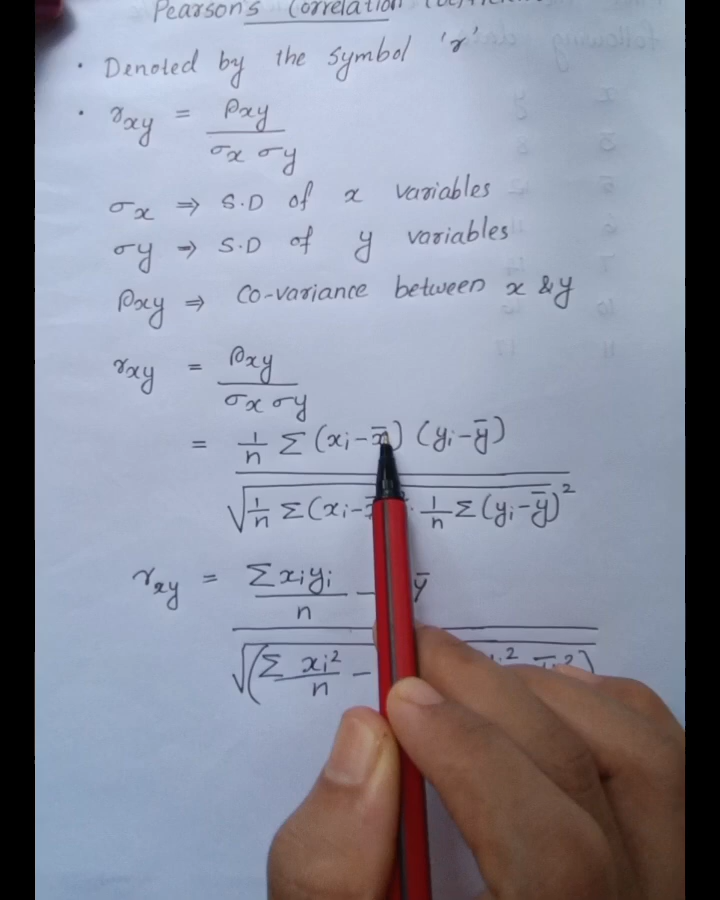 Pearson's Correlation
• Denoted by the symbol 'r'
• rxy = ρxy / σx σy
σx ⇒ S.D of x variables
σy → S.D of y variables
ρxy ⇒ Co-variance between x & y
rxy = ρxy / σx σy
= 1/n Σ (xi - x̄) (yi - ȳ)
√ 1/n Σ (xi - 1/n Σ (yi - ȳ)²
rxy = Σ xiyi / n - ȳ
√ (Σ xi² / n -